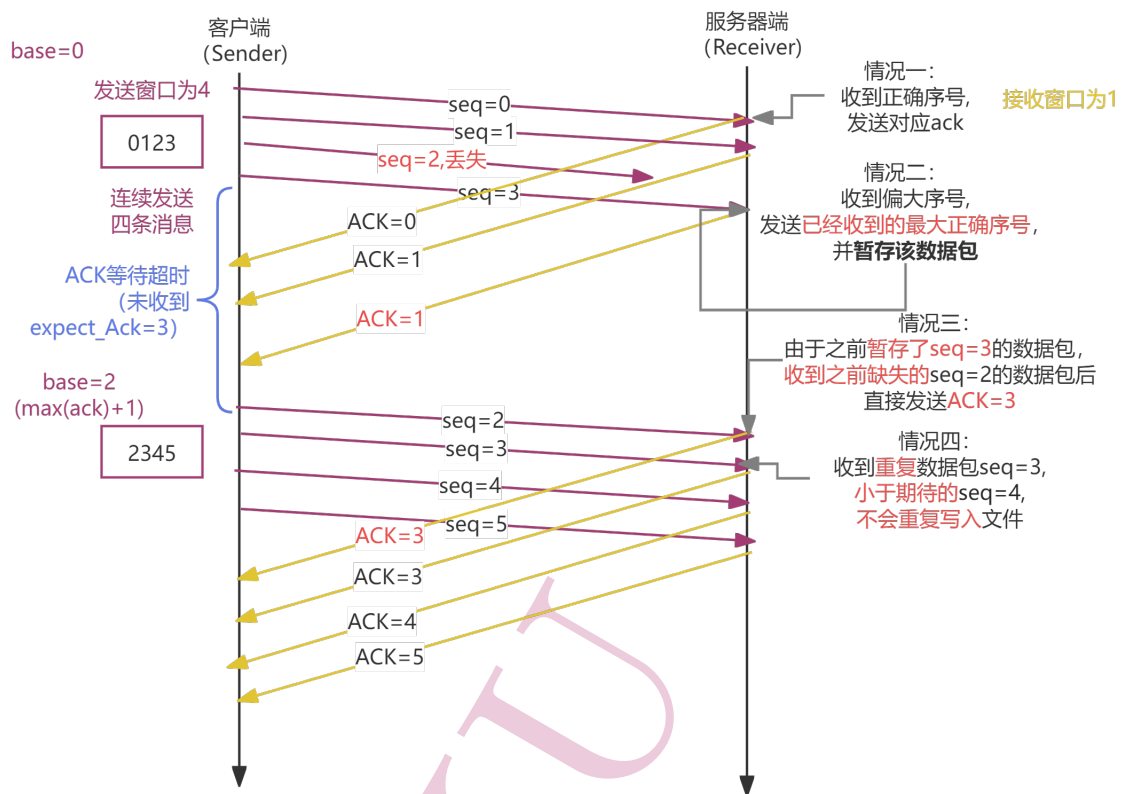 base=0
客户端
（Sender）
服务器端
（Receiver）
发送窗口为4
0123
连续发送
四条消息
seq=0
seq=1
seq=2,丢失
seq=3
ACK=0
ACK=1
ACK=1
ACK等待超时
（未收到
expect_Ack=3）
base=2
(max(ack)+1)
2345
seq=2
seq=3
seq=4
seq=5
ACK=3
ACK=3
ACK=4
ACK=5
情况一：
收到正确序号，
发送对应ack
接收窗口为1
情况二：
收到偏大序号，
发送已经收到的最大正确序号，
并暂存该数据包
情况三：
由于之前暂存了seq=3的数据包，
收到之前缺失的seq=2的数据包后
直接发送ACK=3
情况四：
收到重复数据包seq=3,
小于期待的seq=4,
不会重复写入文件